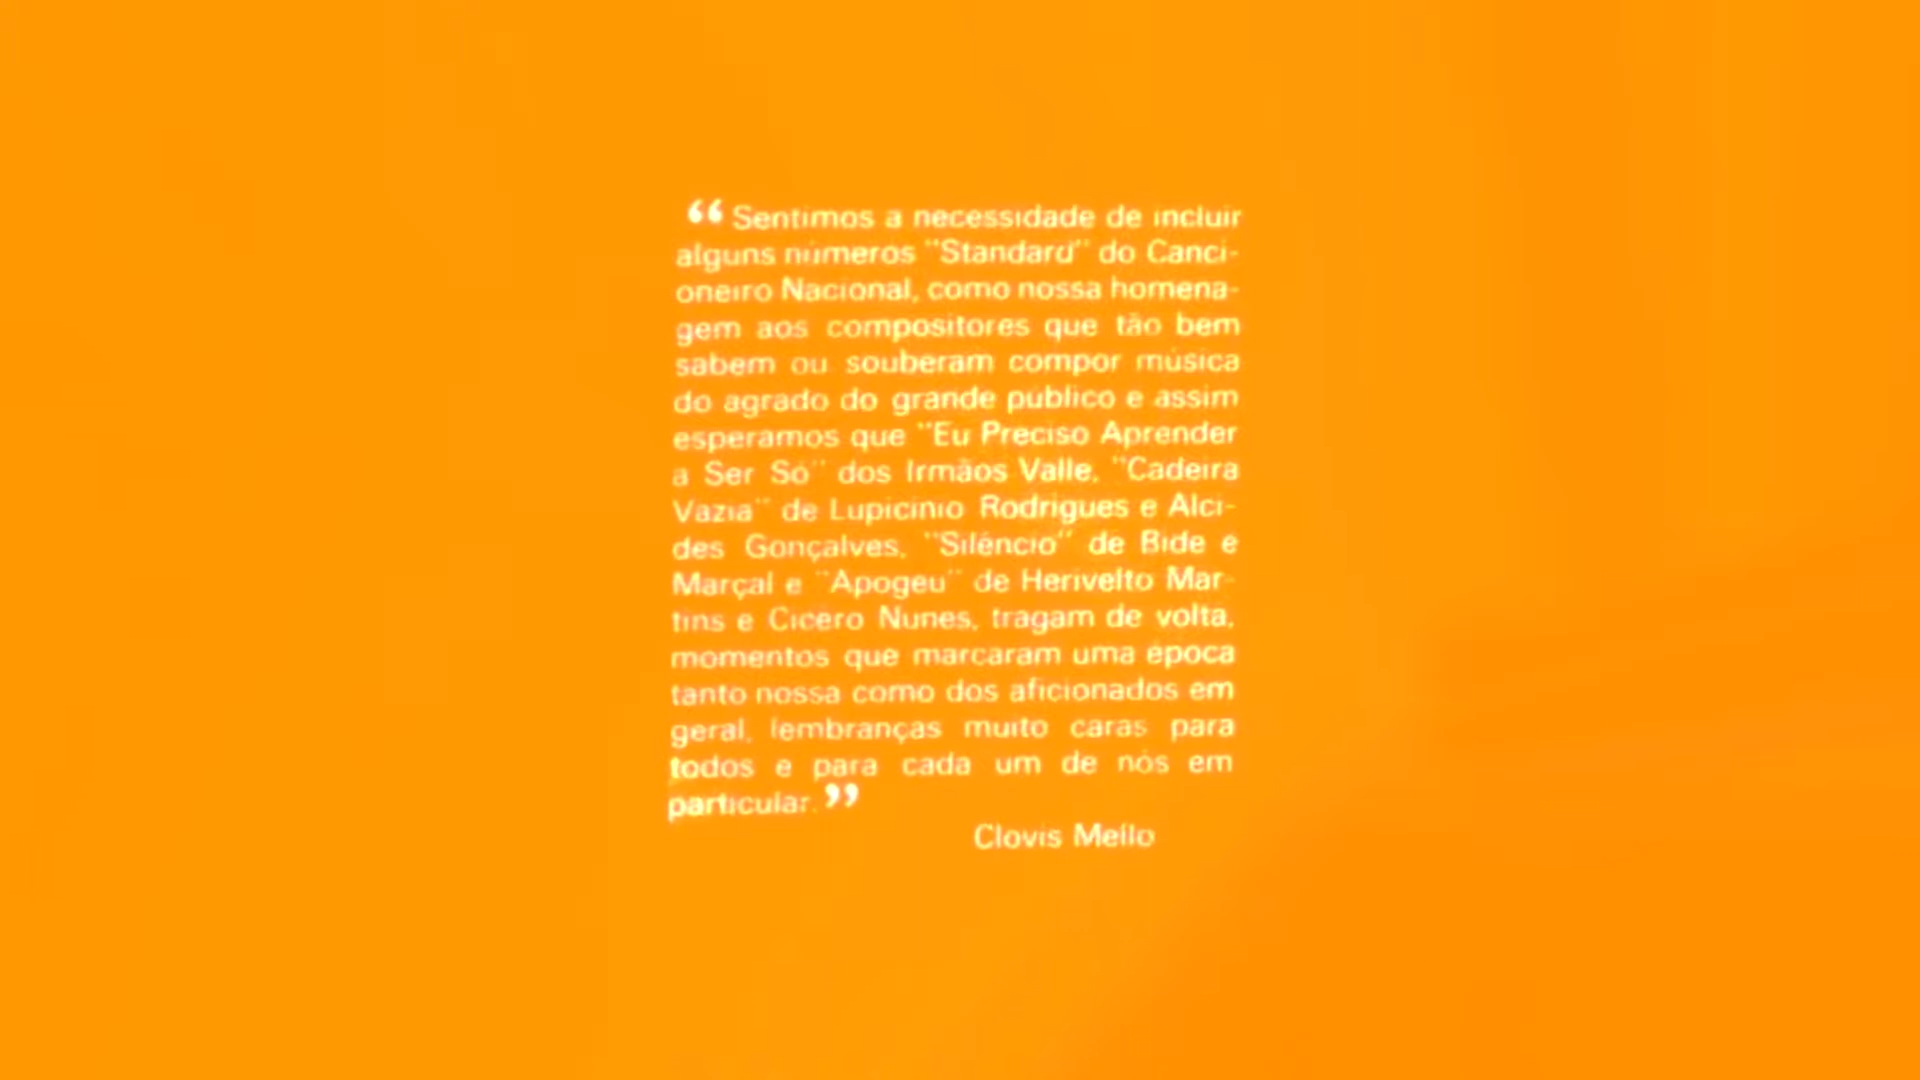 “ Sentimos a necessidade de incluir
alguns números "Standard" do Canci-
oneiro Nacional, como nossa homena-
gem aos compositores que tão bem
sabem ou souberam compor música
do agrado do grande público e assim
esperamos que "Eu Preciso Aprender
a Ser Só" dos Irmãos Valle, "Cadeira
Vazia" de Lupicínio Rodrigues e Alci-
des Gonçalves, "Silêncio" de Bide e
Marçal e "Apogeu" de Herivelto Mar-
tins e Cícero Nunes, tragam de volta,
momentos que marcaram uma época
tanto nossa como dos aficionados em
geral, lembranças muito caras para
todos e para cada um de nós em
particular. ”
Clovis Mello